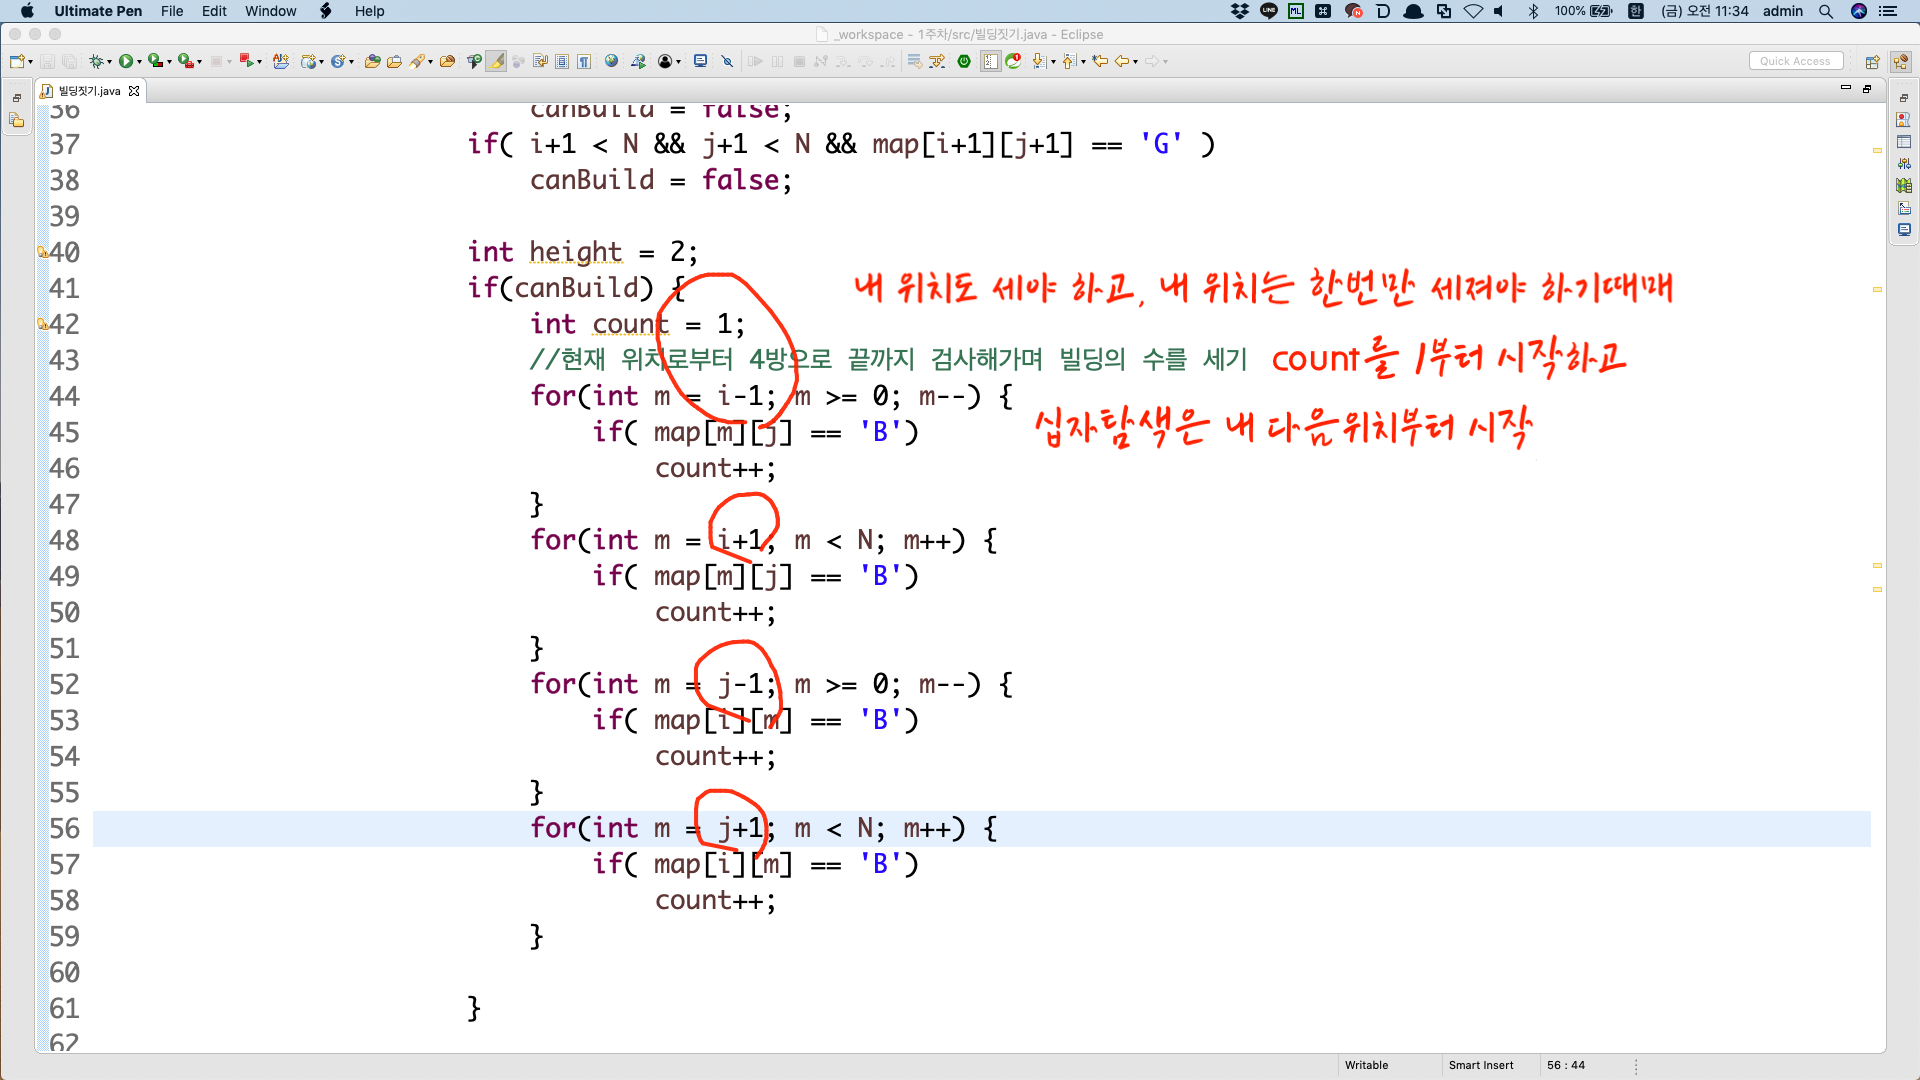 Ultimate Pen File Edit Window Help
100% 한 (금) 오전 11:34 admin
_workspace - 1주차/src/빌딩짓기.java - Eclipse
Quick Access
빌딩짓기.java
36 canBuild = false;
37 if( i+1 < N && j+1 < N && map[i+1][j+1] == 'G' )
38 canBuild = false;
39
40 int height = 2;
41 if(canBuild) {
내 위치도 세야 하고, 내 위치는 한번만 세져야 하기때매
42 int count = 1;
43 //현재 위치로부터 4방으로 끝까지 검사해가며 빌딩의 수를 세기
count를 1부터 시작하고
44 for(int m = i-1; m >= 0; m--) {
십자탐색은 내 다음위치부터 시작
45 if( map[m][j] == 'B')
46 count++;
47 }
48 for(int m = i+1; m < N; m++) {
49 if( map[m][j] == 'B')
50 count++;
51 }
52 for(int m = j-1; m >= 0; m--) {
53 if( map[i][m] == 'B')
54 count++;
55 }
56 for(int m = j+1; m < N; m++) {
57 if( map[i][m] == 'B')
58 count++;
59 }
60
61 }
62
Writable Smart Insert 56 : 44